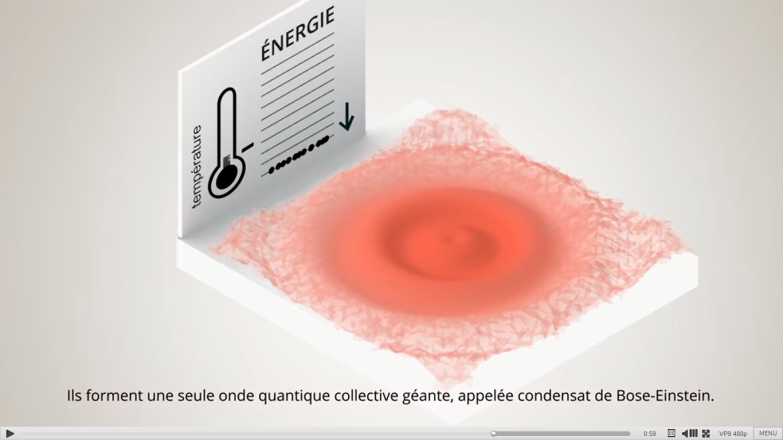 ÉNERGIE
température
Ils forment une seule onde quantique collective géante, appelée condensat de Bose-Einstein.
0:59
VP9 480p
MENU